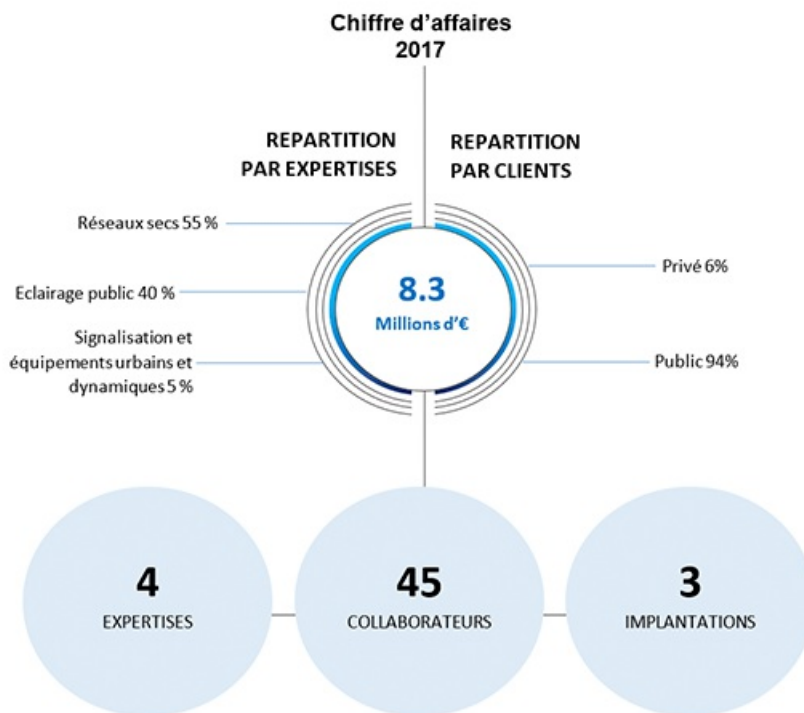 Chiffre d’affaires
2017
REPARTITION
PAR EXPERTISES
REPARTITION
PAR CLIENTS
Réseaux secs 55 %
Eclairage public 40 %
Signalisation et
équipements urbains et
dynamiques 5 %
8.3
Millions d’€
Privé 6%
Public 94%
4
EXPERTISES
45
COLLABORATEURS
3
IMPLANTATIONS